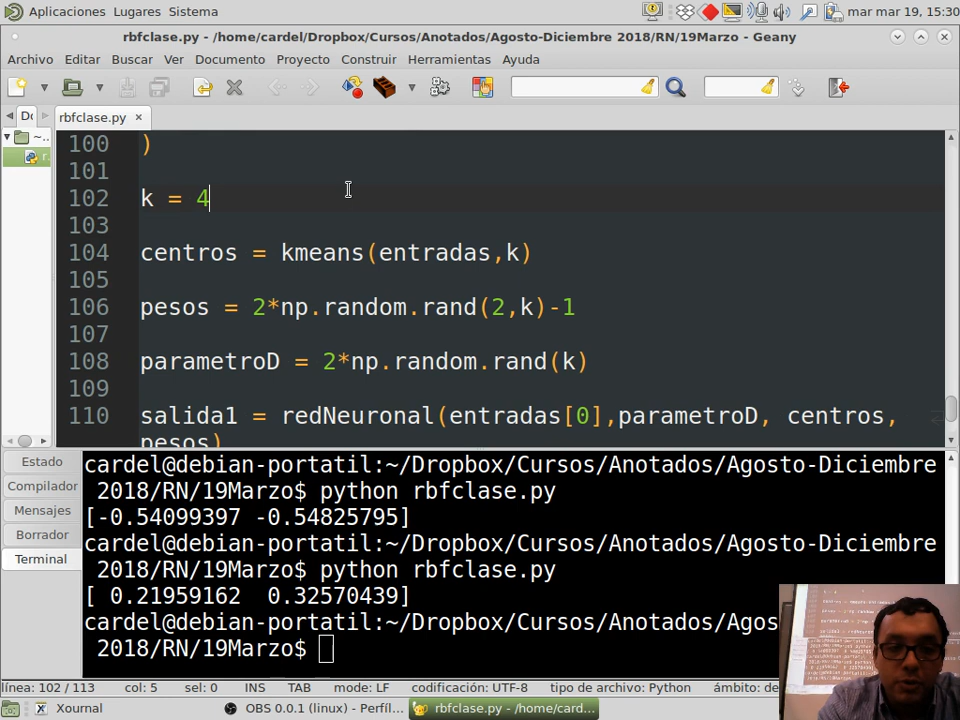 Aplicaciones Lugares Sistema mar mar 19, 15:30
rbfclase.py - /home/cardel/Dropbox/Cursos/Anotados/Agosto-Diciembre 2018/RN/19Marzo - Geany
Archivo Editar Buscar Ver Documento Proyecto Construir Herramientas Ayuda
rbfclase.py
100 )
101
102 k = 4
103
104 centros = kmeans(entradas,k)
105
106 pesos = 2*np.random.rand(2,k)-1
107
108 parametroD = 2*np.random.rand(k)
109
110 salida1 = redNeuronal(entradas[0],parametroD, centros,
pesos)
Estado
Compilador
Mensajes
Borrador
Terminal
cardel@debian-portatil:~/Dropbox/Cursos/Anotados/Agosto-Diciembre
2018/RN/19Marzo$ python rbfclase.py
[-0.54099397 -0.54825795]
cardel@debian-portatil:~/Dropbox/Cursos/Anotados/Agosto-Diciembre
2018/RN/19Marzo$ python rbfclase.py
[ 0.21959162 0.32570439]
cardel@debian-portatil:~/Dropbox/Cursos/Anotados/Agos
2018/RN/19Marzo$
línea: 102 / 113 col: 5 sel: 0 INS TAB mode: LF codificación: UTF-8 tipo de archivo: Python ámbito: de
Xournal OBS 0.0.1 (linux) - Perfil... rbfclase.py - /home/card...